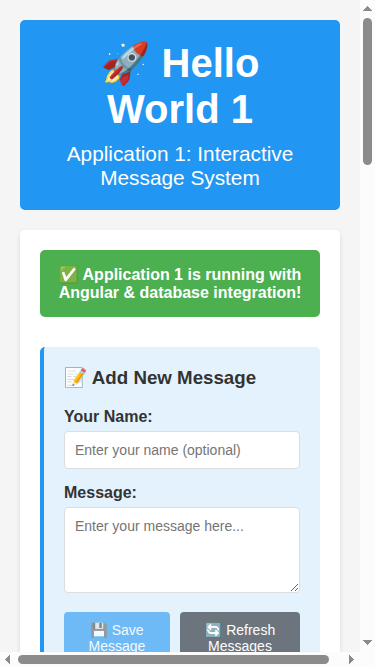 🚀 Hello
World 1
Application 1: Interactive
Message System
✅ Application 1 is running with
Angular & database integration!
📝 Add New Message
Your Name:
Enter your name (optional)
Message:
Enter your message here...
💾 Save
Message
🔄 Refresh
Messages